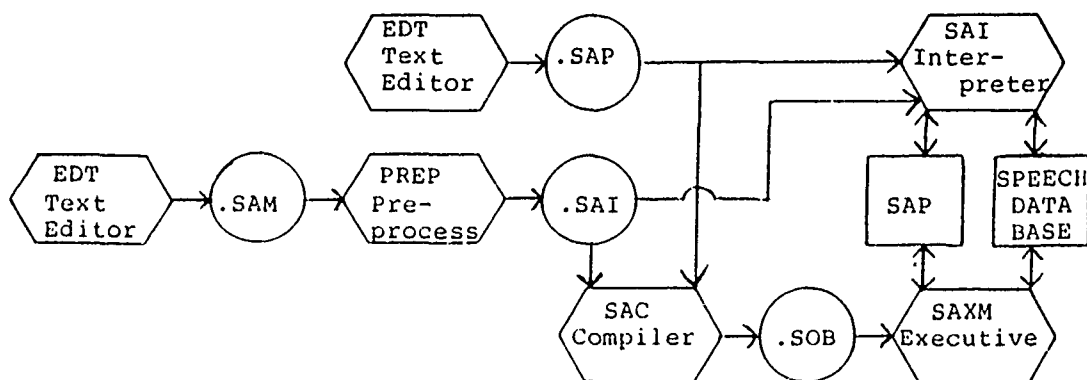 EDT
Text
Editor
.SAP
SAI
Inter-
preter
EDT
Text
Editor
.SAM
PREP
Pre-
process
.SAI
SAP
SPEECH
DATA
BASE
SAC
Compiler
.SOB
SAXM
Executive